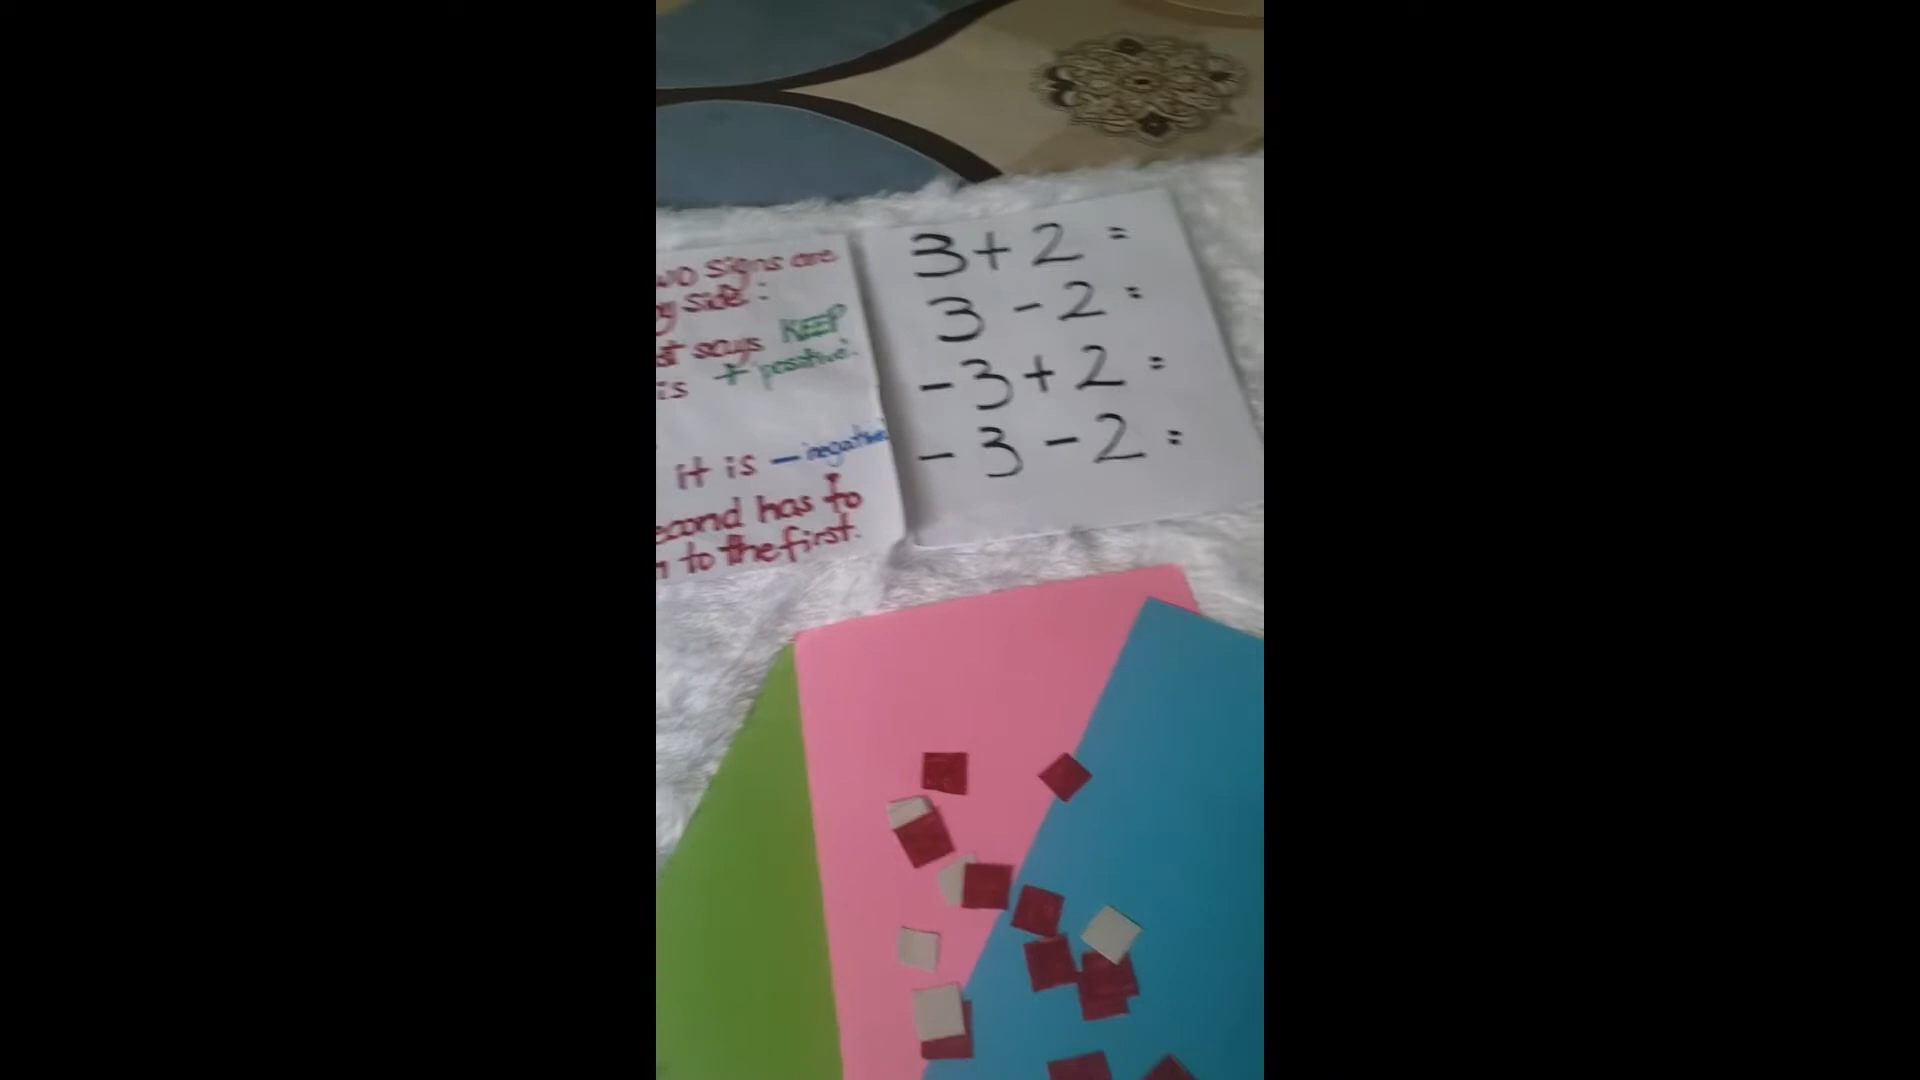 wo signs are
by side:
st says KEEP
is + 'positive'.
it is – 'negative'
econd has to
n to the first.
3 + 2 =
3 - 2 =
- 3 + 2 =
- 3 - 2 =